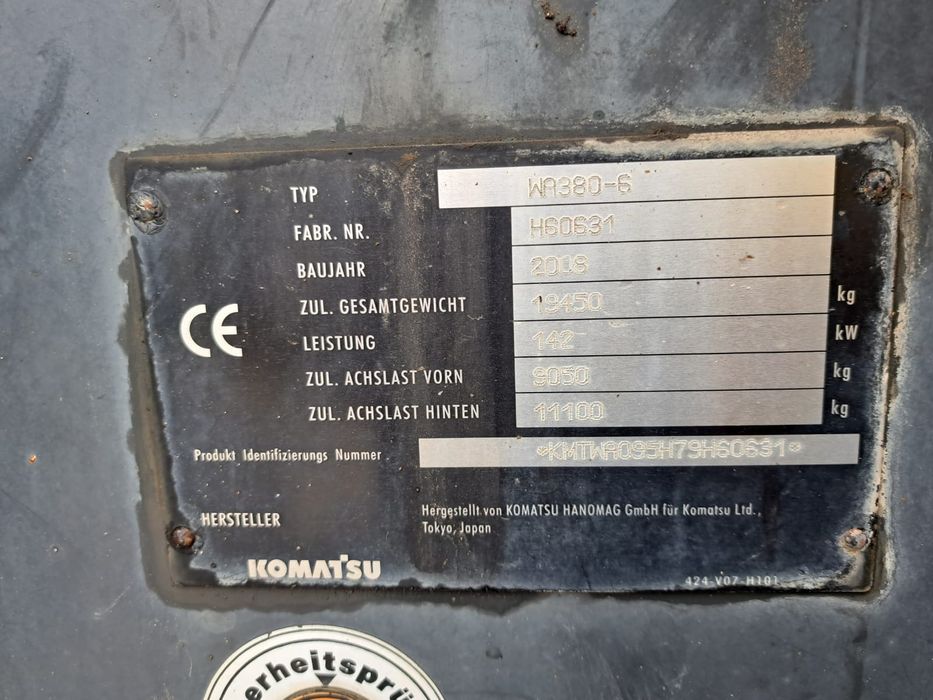 TYP WA380-6
FABR. NR. H60631
BAUJAHR 2008
ZUL. GESAMTGEWICHT 19450 kg
LEISTUNG 142 kW
ZUL. ACHSLAST VORN 9050 kg
ZUL. ACHSLAST HINTEN 11100 kg
CE
Produkt Identifizierungs Nummer *KMTWA095H79H60631*
HERSTELLER Hergestellt von KOMATSU HANOMAG GmbH für Komatsu Ltd.,
Tokyo, Japan
KOMATSU
424-V07-H101
erheitsprü